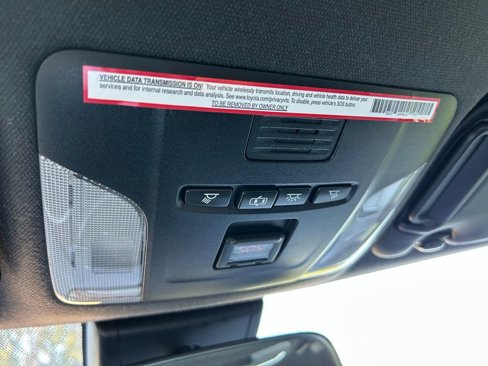 VEHICLE DATA TRANSMISSION IS ON! Your vehicle wirelessly transmits location, driving and vehicle health data to deliver your
services and for internal research and data analysis. See www.toyota.com/privacyvts. To disable, press vehicle's SOS button.
TO BE REMOVED BY OWNER ONLY
SOS